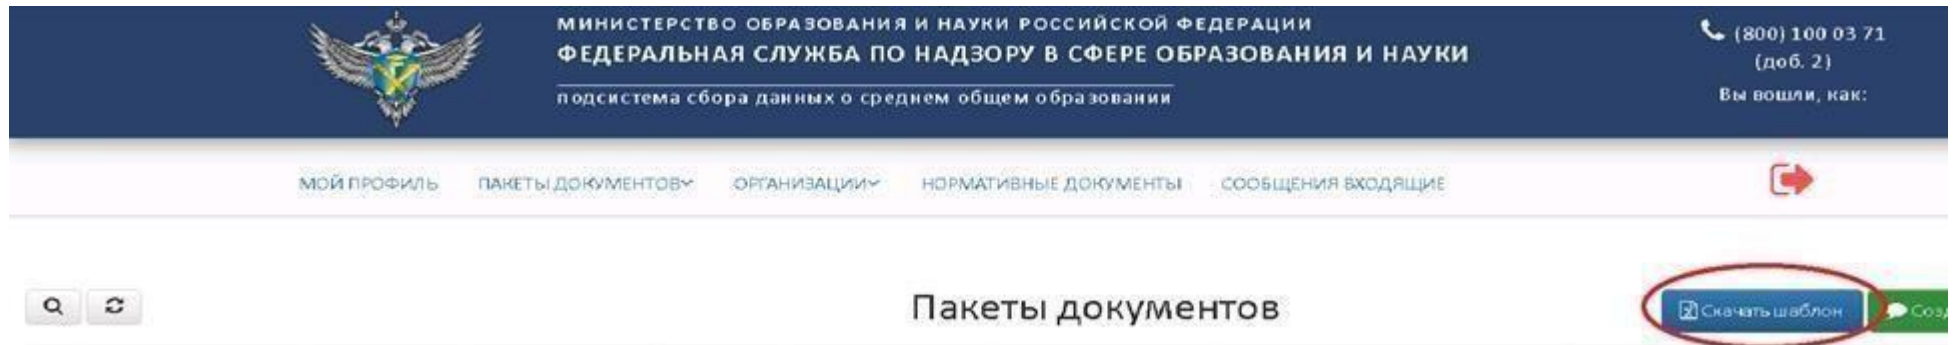 МИНИСТЕРСТВО ОБРАЗОВАНИЯ И НАУКИ РОССИЙСКОЙ ФЕДЕРАЦИИ
ФЕДЕРАЛЬНАЯ СЛУЖБА ПО НАДЗОРУ В СФЕРЕ ОБРАЗОВАНИЯ И НАУКИ
подсистема сбора данных о среднем общем образовании
(800) 100 03 71
(доб. 2)
Вы вошли, как:
МОЙ ПРОФИЛЬ ПАКЕТЫ ДОКУМЕНТОВ ОРГАНИЗАЦИИ НОРМАТИВНЫЕ ДОКУМЕНТЫ СООБЩЕНИЯ ВХОДЯЩИЕ
Пакеты документов Скачать шаблон